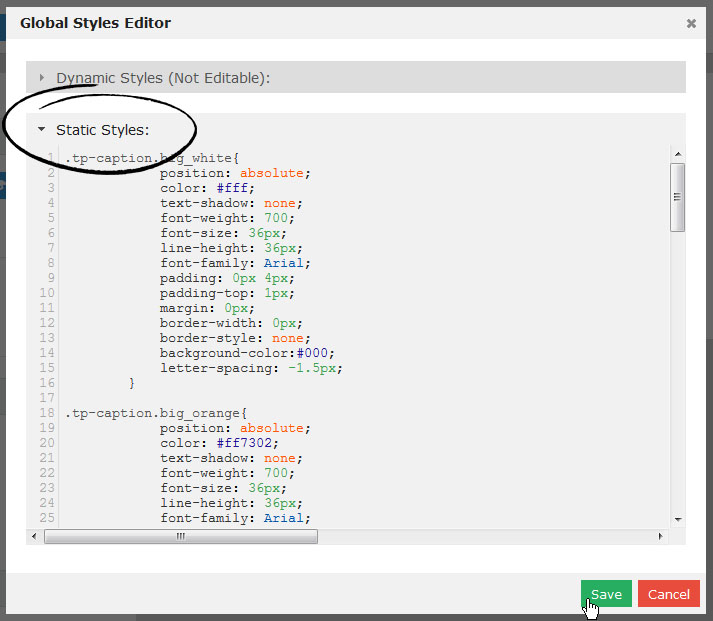 Global Styles Editor
Dynamic Styles (Not Editable):
Static Styles:
1 .tp-caption.big_white{
2 position: absolute;
3 color: #fff;
4 text-shadow: none;
5 font-weight: 700;
6 font-size: 36px;
7 line-height: 36px;
8 font-family: Arial;
9 padding: 0px 4px;
10 padding-top: 1px;
11 margin: 0px;
12 border-width: 0px;
13 border-style: none;
14 background-color:#000;
15 letter-spacing: -1.5px;
16 }
17
18 .tp-caption.big_orange{
19 position: absolute;
20 color: #ff7302;
21 text-shadow: none;
22 font-weight: 700;
23 font-size: 36px;
24 line-height: 36px;
25 font-family: Arial;
Save Cancel